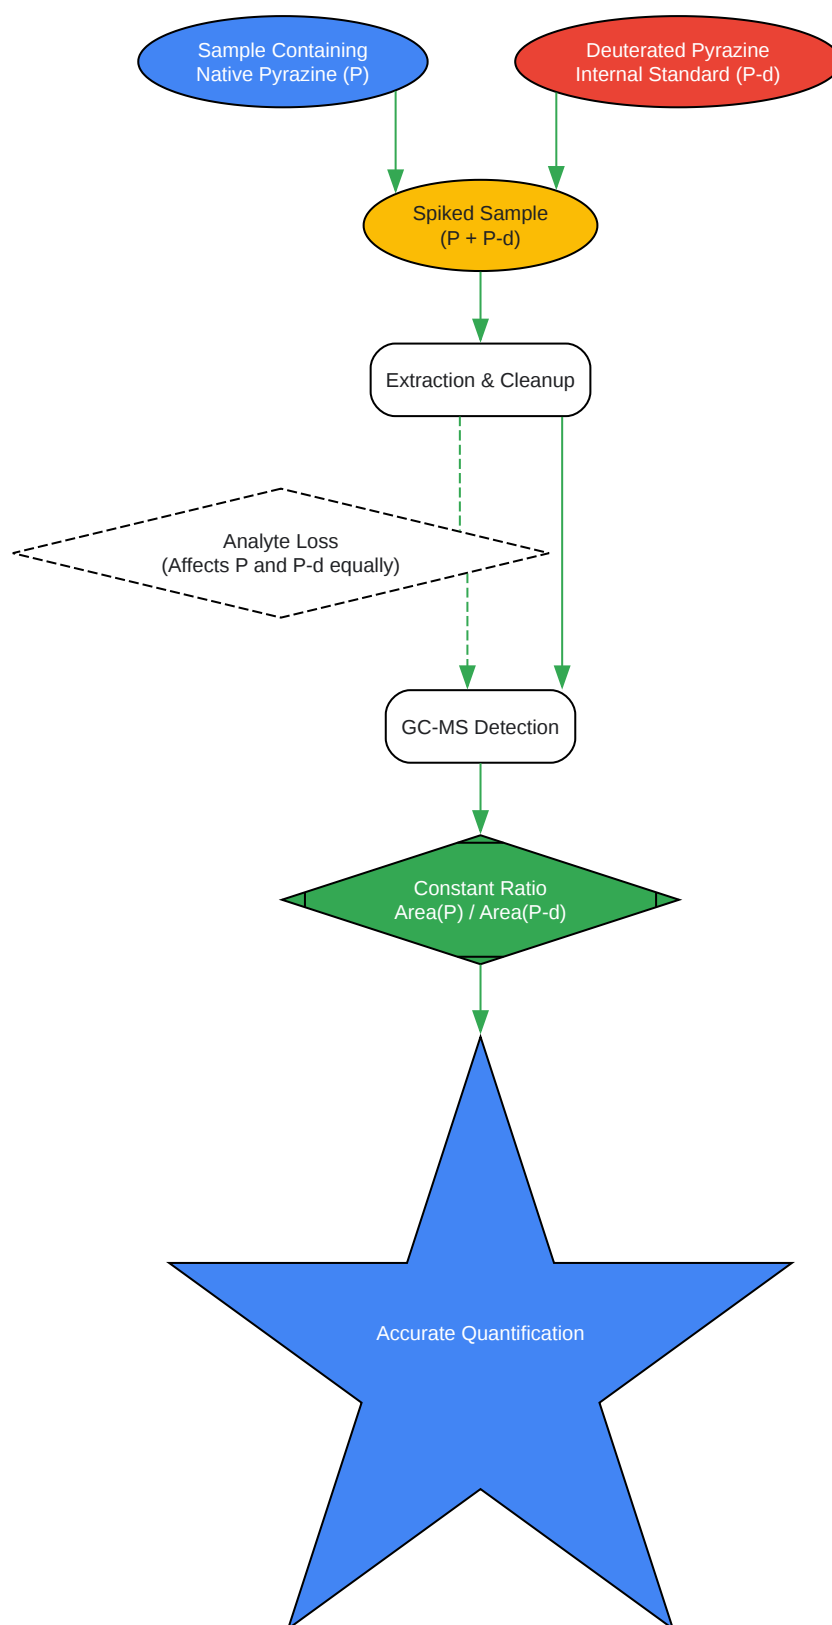 Sample Containing
Native Pyrazine (P)
Deuterated Pyrazine
Internal Standard (P-d)
Spiked Sample
(P + P-d)
Extraction & Cleanup
Analyte Loss
(Affects P and P-d equally)
GC-MS Detection
Constant Ratio
Area(P) / Area(P-d)
Accurate Quantification